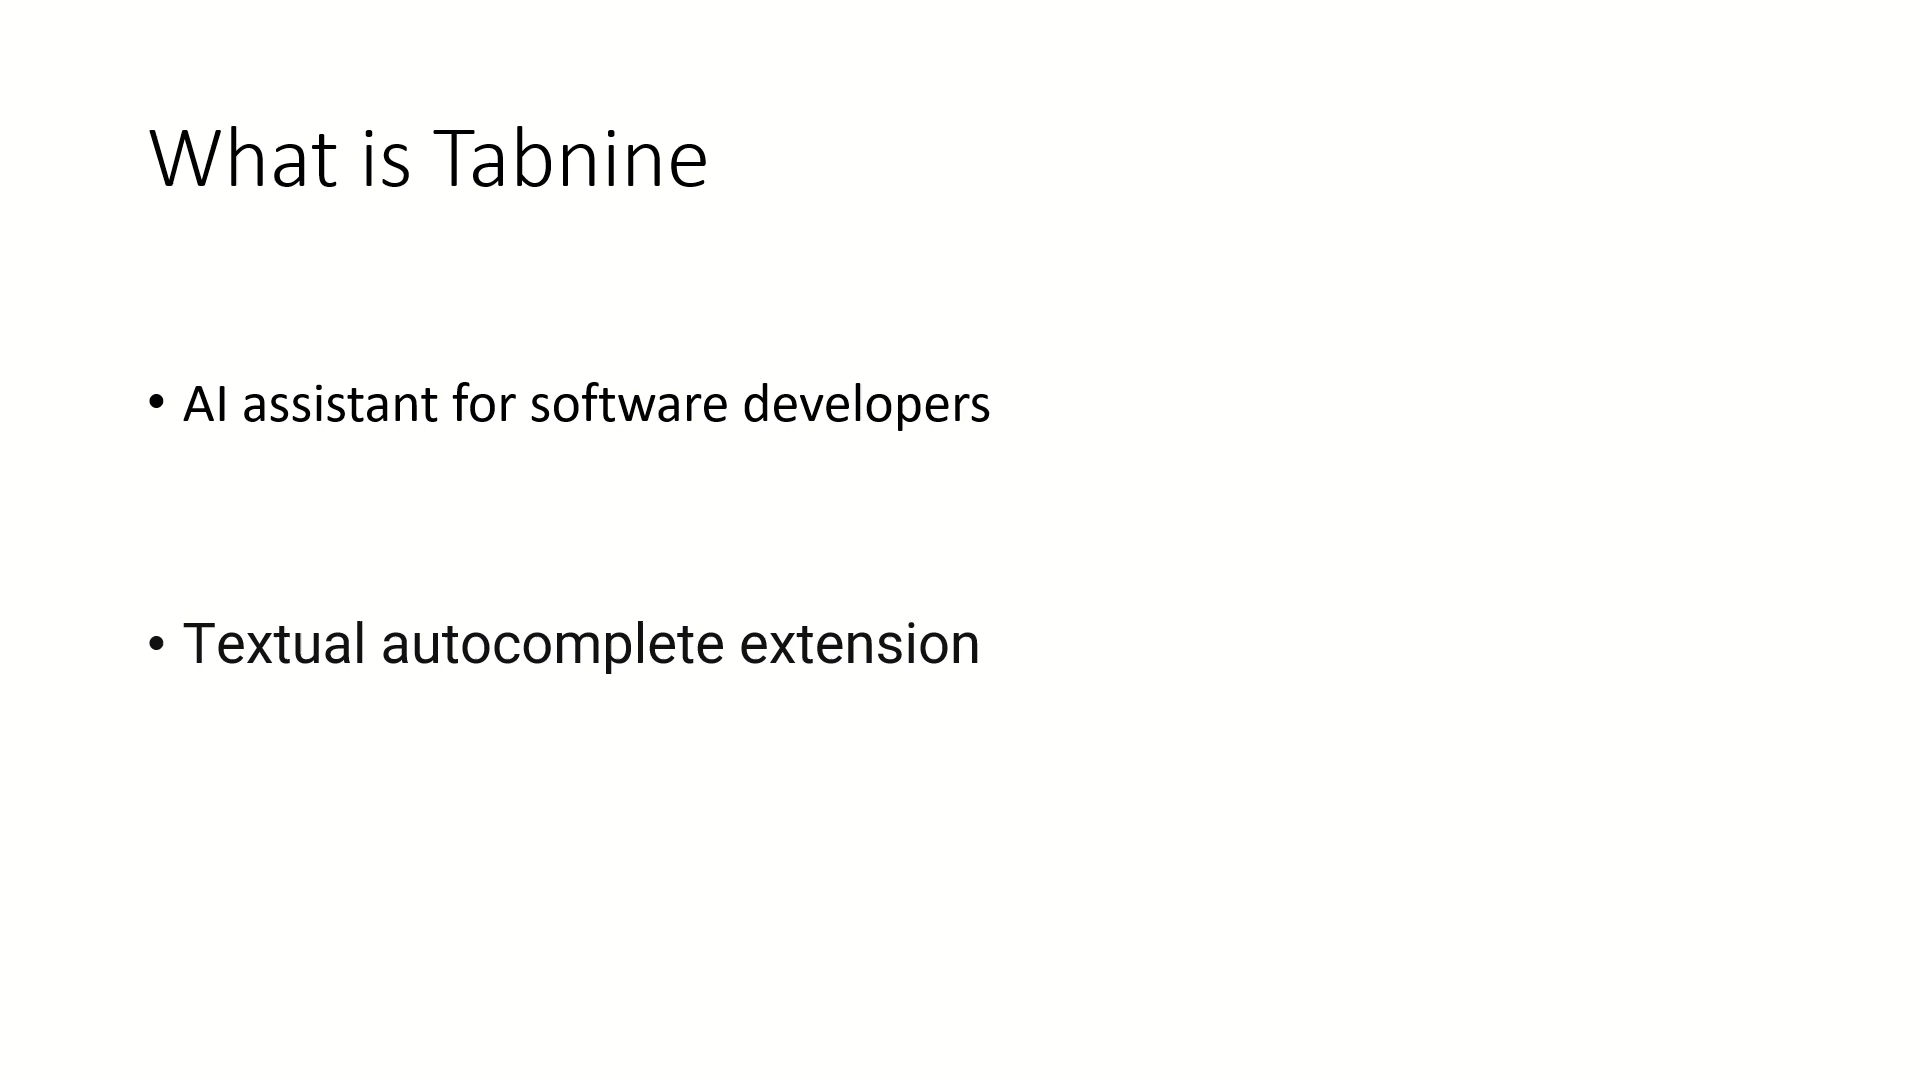 What is Tabnine
• AI assistant for software developers
• Textual autocomplete extension